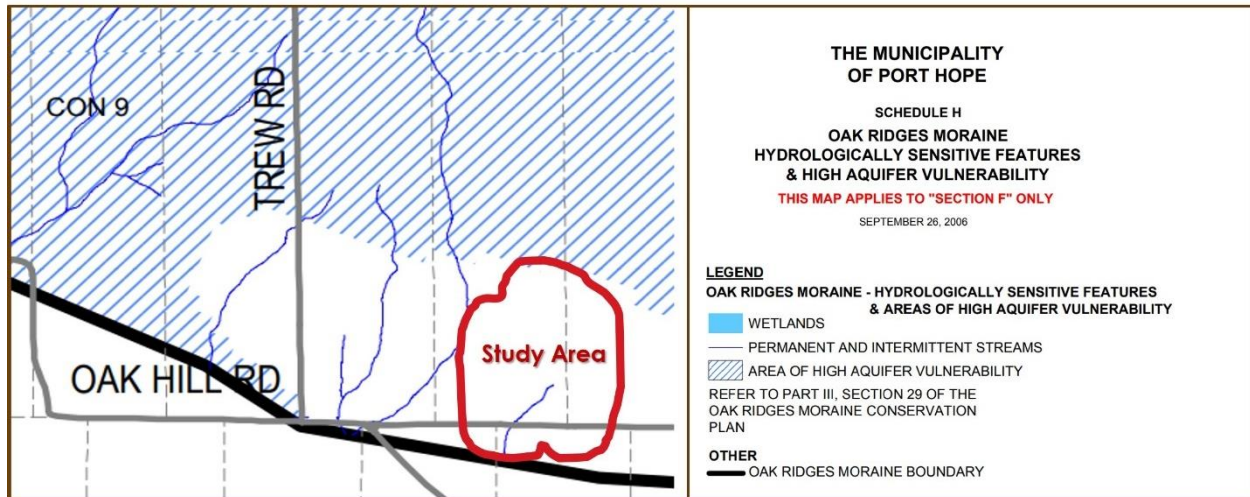 CON 9
TREW RD
OAK HILL RD
Study Area
THE MUNICIPALITY
OF PORT HOPE
SCHEDULE H
OAK RIDGES MORAINE
HYDROLOGICALLY SENSITIVE FEATURES
& HIGH AQUIFER VULNERABILITY
THIS MAP APPLIES TO "SECTION F" ONLY
SEPTEMBER 26, 2006
LEGEND
OAK RIDGES MORAINE - HYDROLOGICALLY SENSITIVE FEATURES
& AREAS OF HIGH AQUIFER VULNERABILITY
WETLANDS
PERMANENT AND INTERMITTENT STREAMS
AREA OF HIGH AQUIFER VULNERABILITY
REFER TO PART III, SECTION 29 OF THE
OAK RIDGES MORAINE CONSERVATION
PLAN
OTHER
OAK RIDGES MORAINE BOUNDARY